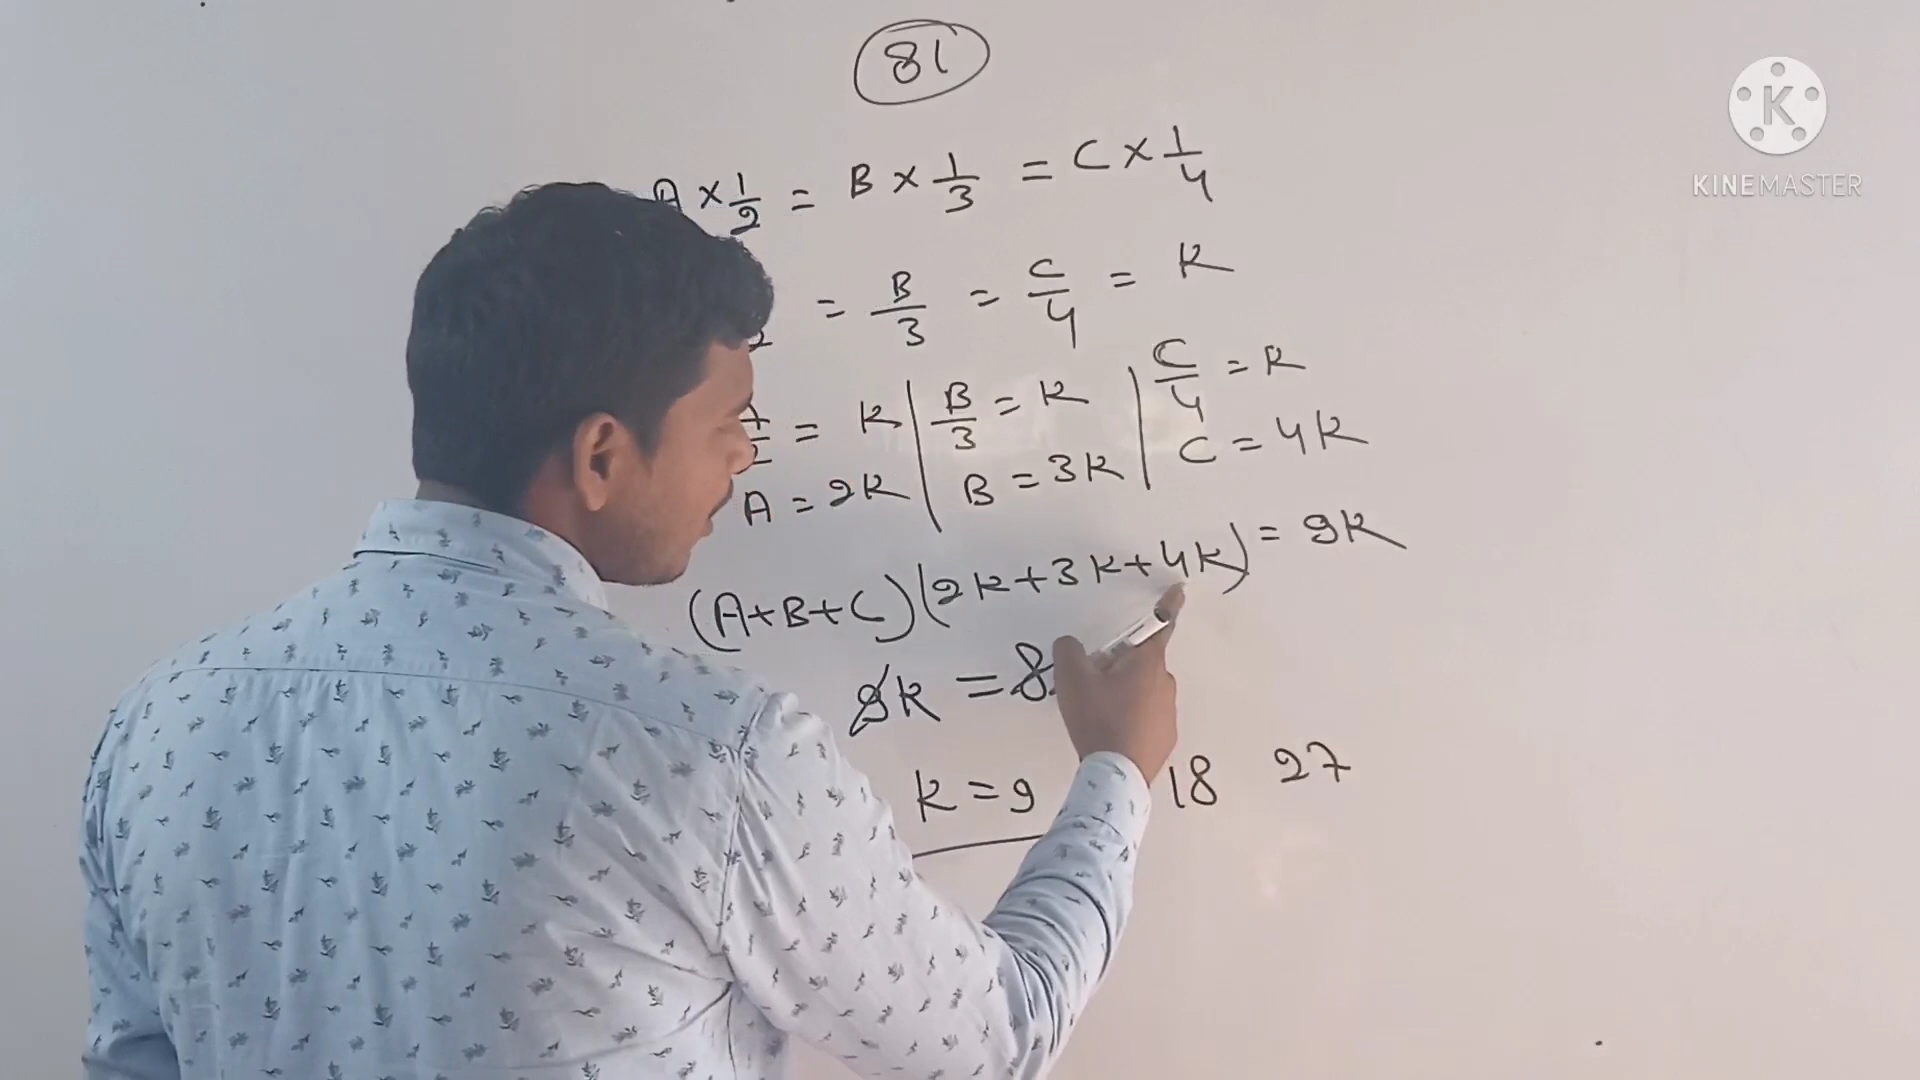 81
A × 1/2 = B × 1/3 = C × 1/4
= B/3 = C/4 = K
= K | B/3 = K | C/4 = K
A = 2K | B = 3K | C = 4K
(A+B+C) (2K+3K+4K) = 9K
9K = 8
K = 9 18 27
K
KINEMASTER